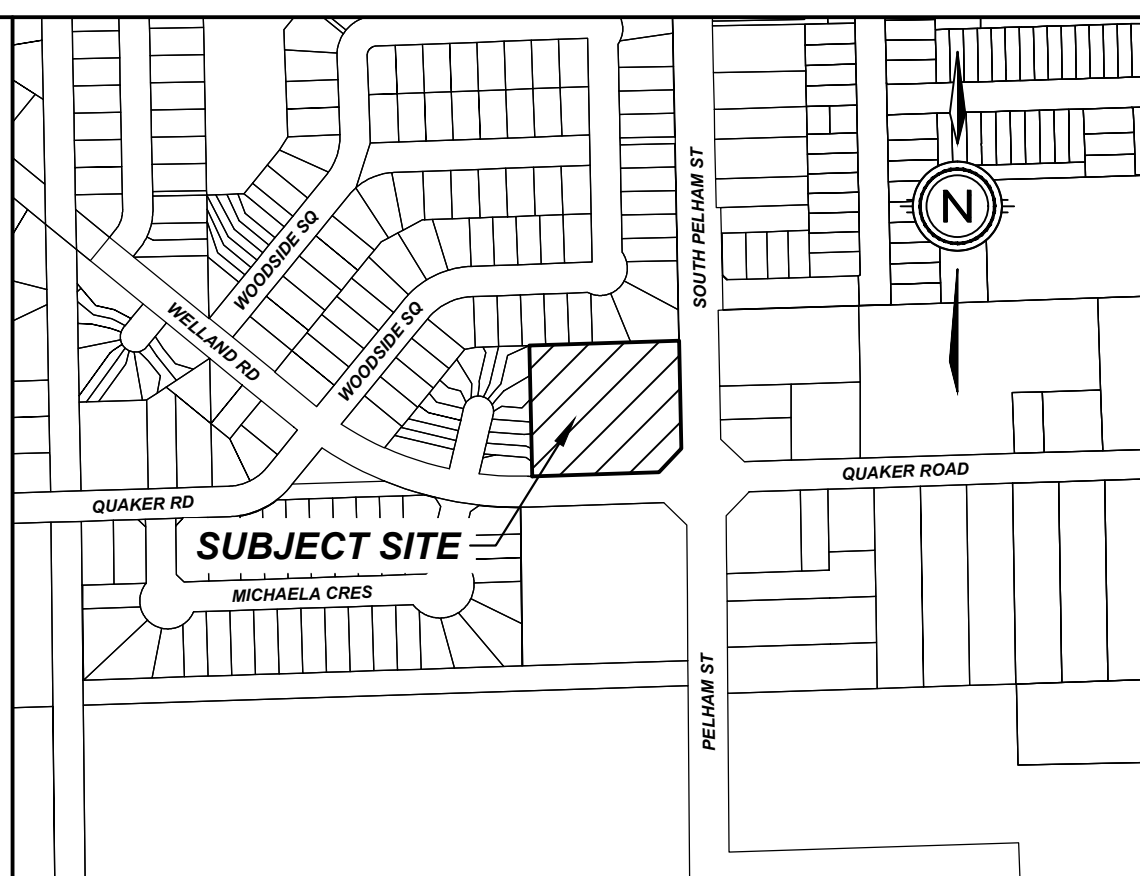 SOUTH PELHAM ST
N
WOODSIDE SQ
WELLAND RD
WOODSIDE SQ
QUAKER ROAD
QUAKER RD
SUBJECT SITE
MICHAELA CRES
PELHAM ST